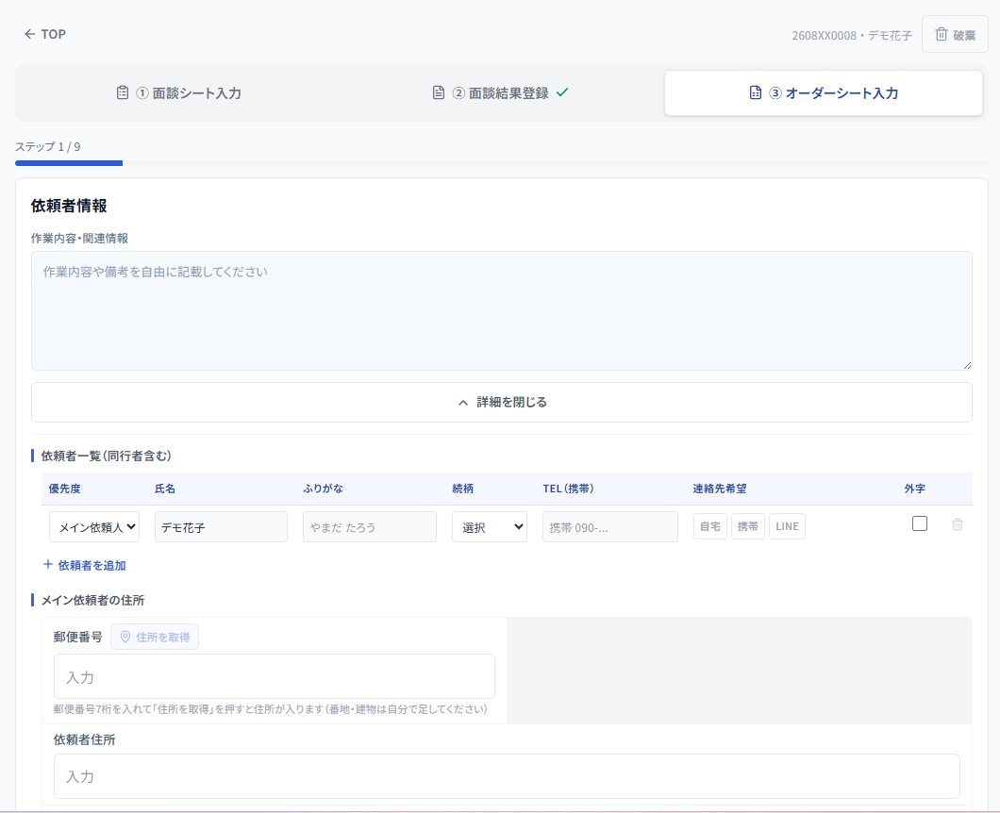 ← TOP
2608XX0008・デモ花子
破棄
① 面談シート入力
② 面談結果登録 ✓
③ オーダーシート入力
ステップ 1 / 9
依頼者情報
作業内容・関連情報
作業内容や備考を自由に記載してください
詳細を閉じる
依頼者一覧（同行者含む）
優先度 氏名 ふりがな 続柄 TEL（携帯） 連絡先希望 外字
メイン依頼人 デモ花子 やまだ たろう 選択 携帯 090-... 自宅 携帯 LINE
+ 依頼者を追加
メイン依頼者の住所
郵便番号 住所を取得
入力
郵便番号7桁を入れて「住所を取得」を押すと住所が入ります（番地・建物は自分で足してください）
依頼者住所
入力